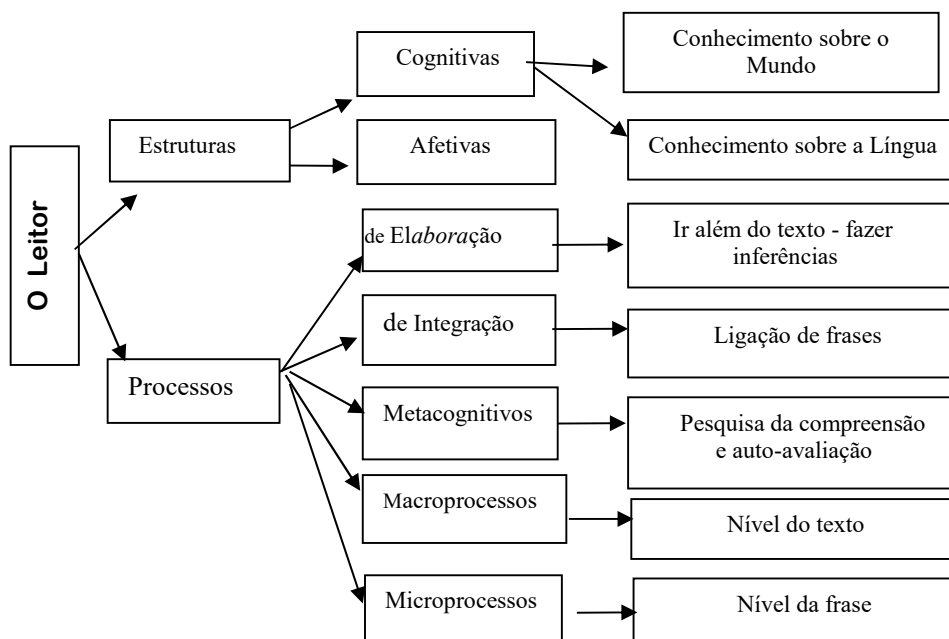 O Leitor
Estruturas
Cognitivas
Conhecimento sobre o
Mundo
Conhecimento sobre a Língua
Afetivas
Processos
de Elaboração
Ir além do texto - fazer
inferências
de Integração
Ligação de frases
Metacognitivos
Pesquisa da compreensão
e auto-avaliação
Macroprocessos
Nível do texto
Microprocessos
Nível da frase